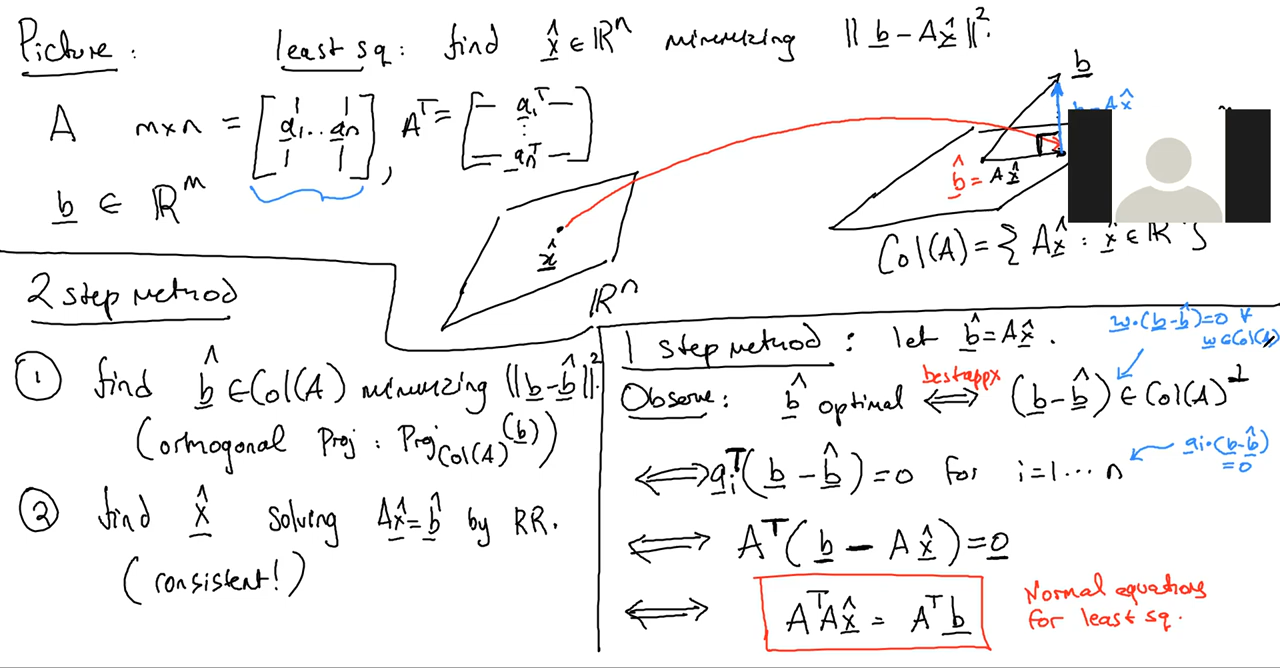 Picture : least sq : find x̂ ∈ ℝⁿ minimizing ‖ b - Ax̂ ‖².
A m×n = [a₁ ... aₙ], Aᵀ = [— a₁ᵀ — ⋮ — aₙᵀ —]
b ∈ ℝᵐ
x̂
ℝⁿ
b
b - Ax̂
b̂ = Ax̂
Col(A) = { Ax̂ : x̂ ∈ ℝ }
2 step method
① find b̂ ∈ Col(A) minimizing ‖b - b̂‖².
(orthogonal Proj : Proj_Col(A) (b))
② find x̂ solving Ax̂ = b̂ by RR.
(consistent!)
1 step method : let b̂ = Ax̂.
w·(b-b̂)=0 ∀
w∈Col(A)
Observe : b̂ optimal ⟺ (b - b̂) ∈ Col(A)^⊥
best appx
⟺ aᵢᵀ(b - b̂) = 0 for i=1 ... n
aᵢ·(b-b̂)
=0
⟺ Aᵀ(b - Ax̂) = 0
⟺ AᵀAx̂ = Aᵀb
Normal equations
for least sq.